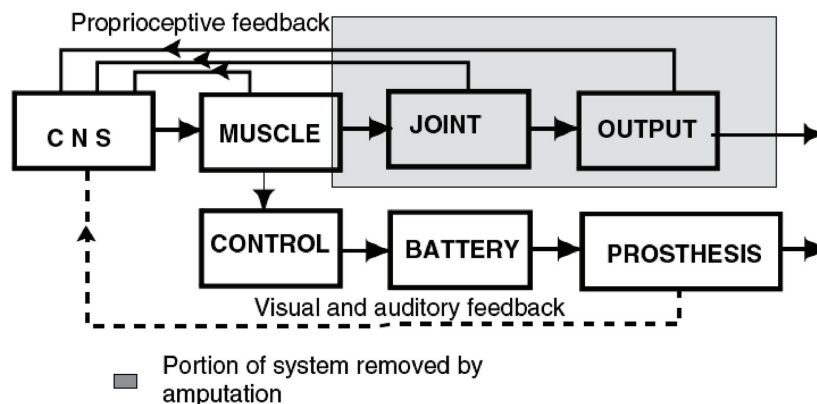 Proprioceptive feedback
C N S
MUSCLE
JOINT
OUTPUT
CONTROL
BATTERY
PROSTHESIS
Visual and auditory feedback
Portion of system removed by
amputation